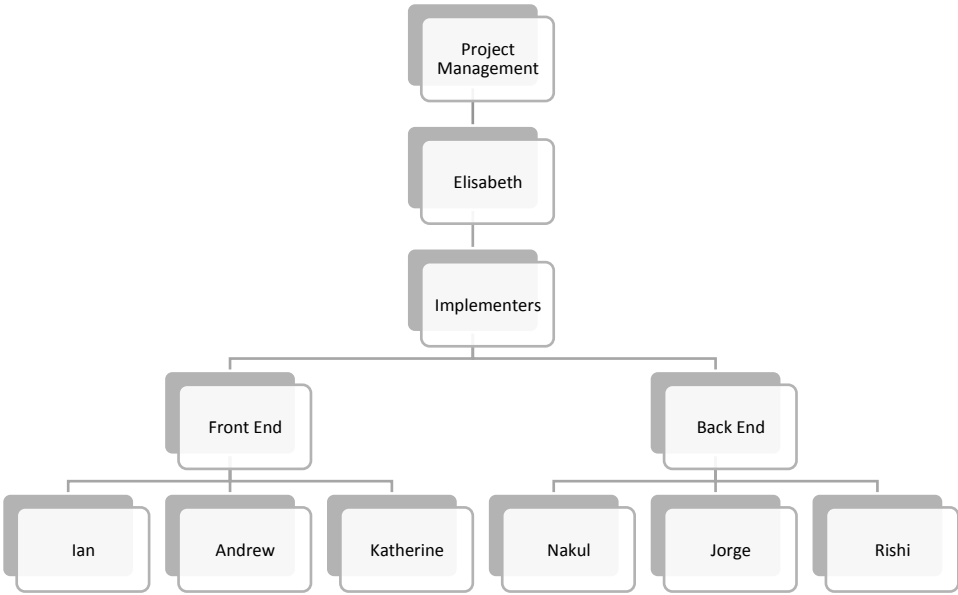 Project
Management
Elisabeth
Implementers
Front End
Back End
Ian
Andrew
Katherine
Nakul
Jorge
Rishi